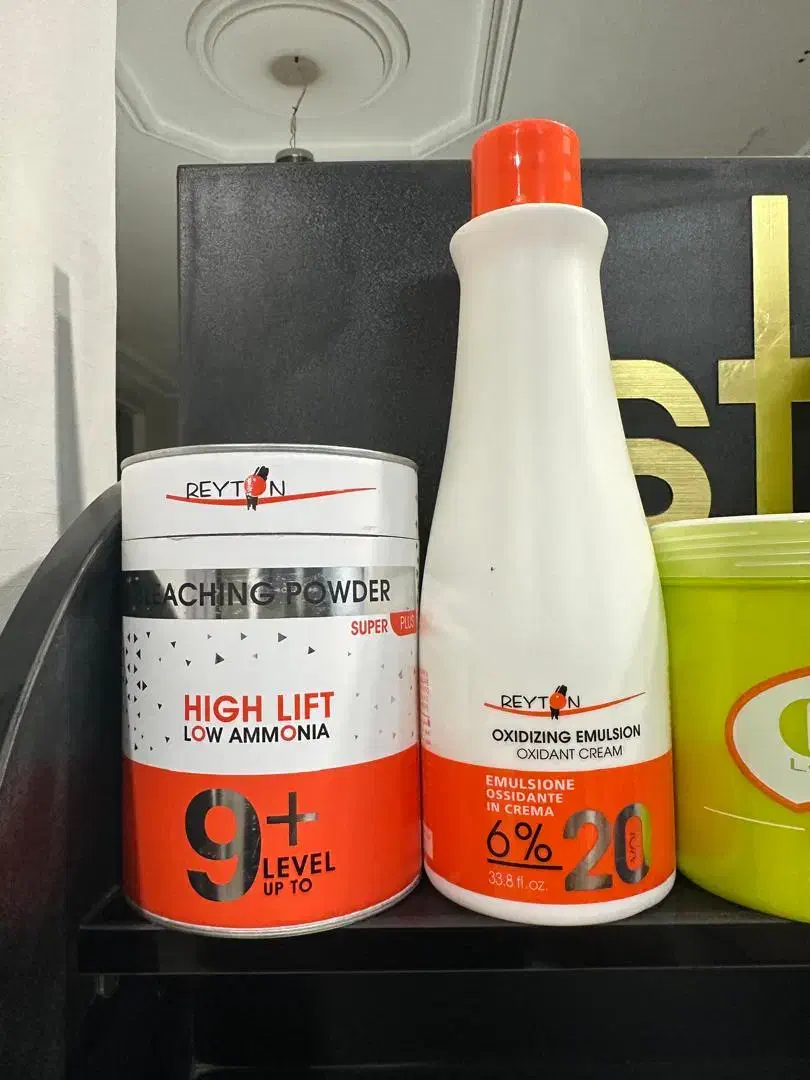 REYTON
BLEACHING POWDER
SUPER PLUS
HIGH LIFT
LOW AMMONIA
9+
LEVEL
UP TO
REYTON
OXIDIZING EMULSION
OXIDANT CREAM
EMULSIONE
OSSIDANTE
IN CREMA
6% 20
33.8 fl.oz.
st